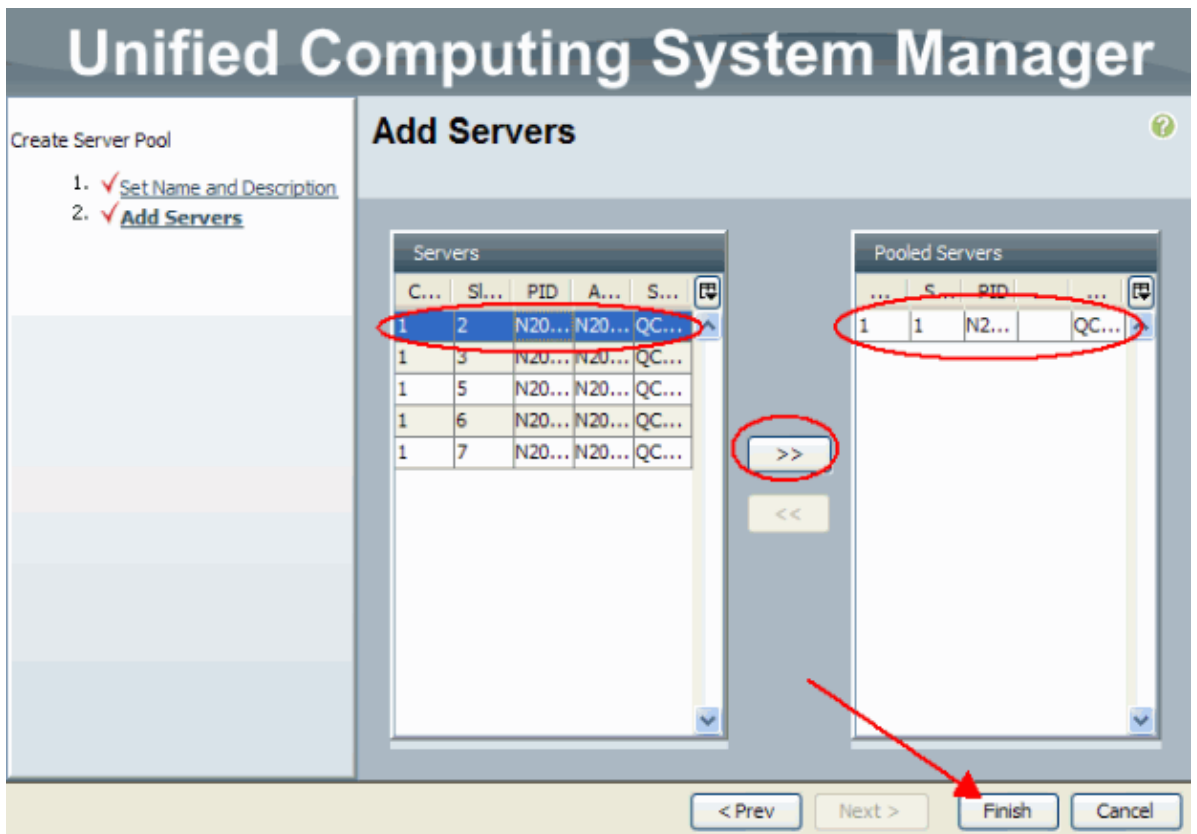 Unified Computing System Manager
Create Server Pool
1. Set Name and Description
2. Add Servers
Add Servers
?
Servers
C... Sl... PID A... S...
1 2 N20... N20... QC...
1 3 N20... N20... QC...
1 5 N20... N20... QC...
1 6 N20... N20... QC...
1 7 N20... N20... QC...
>>
<<
Pooled Servers
... S... PID ...
1 1 N2... QC...
< Prev Next > Finish Cancel